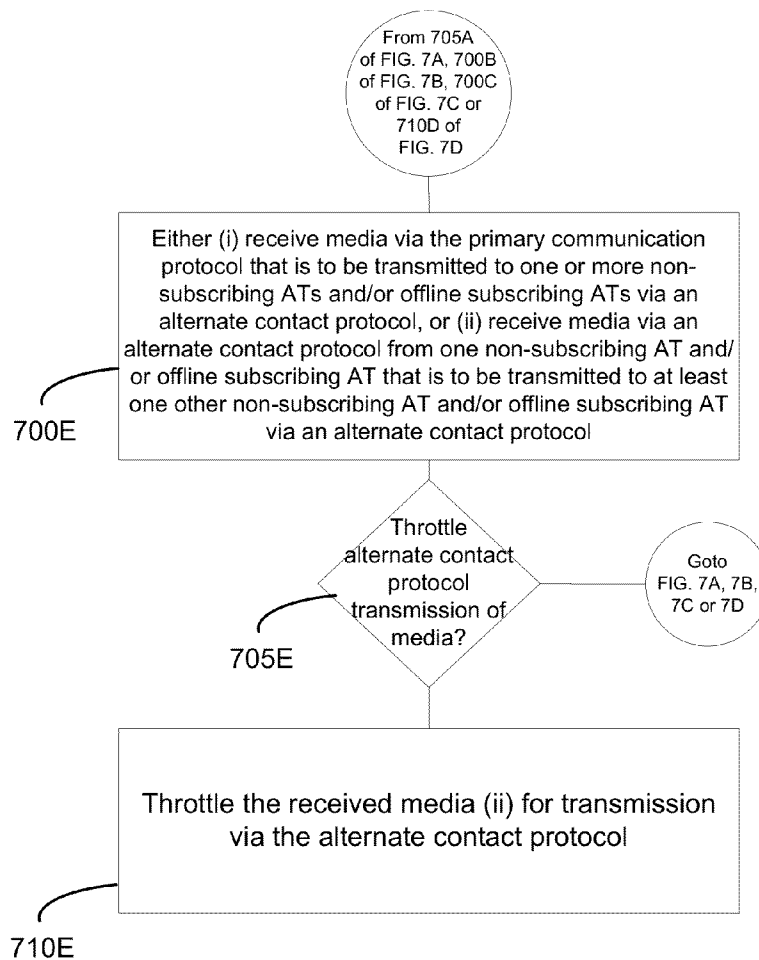 From 705A
of FIG. 7A, 700B
of FIG. 7B, 700C
of FIG. 7C or
710D of
FIG. 7D
Either (i) receive media via the primary communication
protocol that is to be transmitted to one or more non-
subscribing ATs and/or offline subscribing ATs via an
alternate contact protocol, or (ii) receive media via an
alternate contact protocol from one non-subscribing AT and/
or offline subscribing AT that is to be transmitted to at least
one other non-subscribing AT and/or offline subscribing AT
via an alternate contact protocol
700E
Throttle
alternate contact
protocol
transmission of
media?
705E
Goto
FIG. 7A, 7B,
7C or 7D
Throttle the received media (ii) for transmission
via the alternate contact protocol
710E